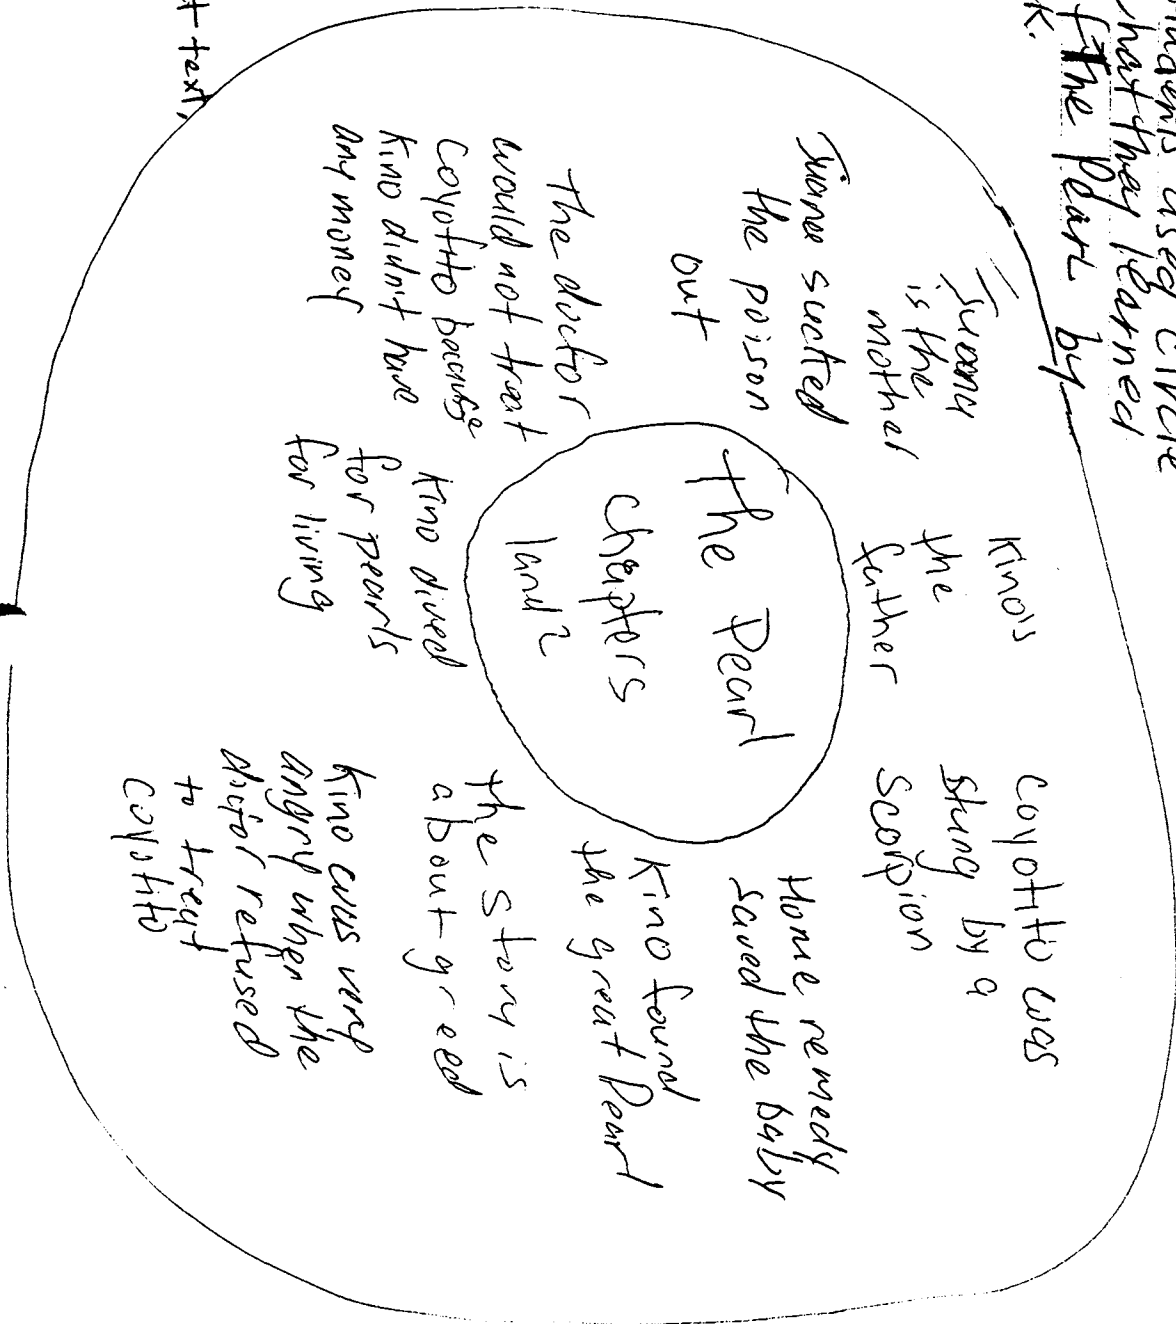 used circle
what they learned
f the Pearl by
k.
t text,
Juana
is the
mother
Kino's
the
father
Coyotito was
stung by a
Scorpion
Juana sucked
the poison
out
Home remedy
saved the baby
The Pearl
chapters
1 and 2
Kino found
the great Pearl
The doctor
would not treat
Coyotito because
Kino didn't have
any money
the story is
about greed
Kino dived
for pearls
for living
Kino was very
angry when the
doctor refused
to treat
Coyotito